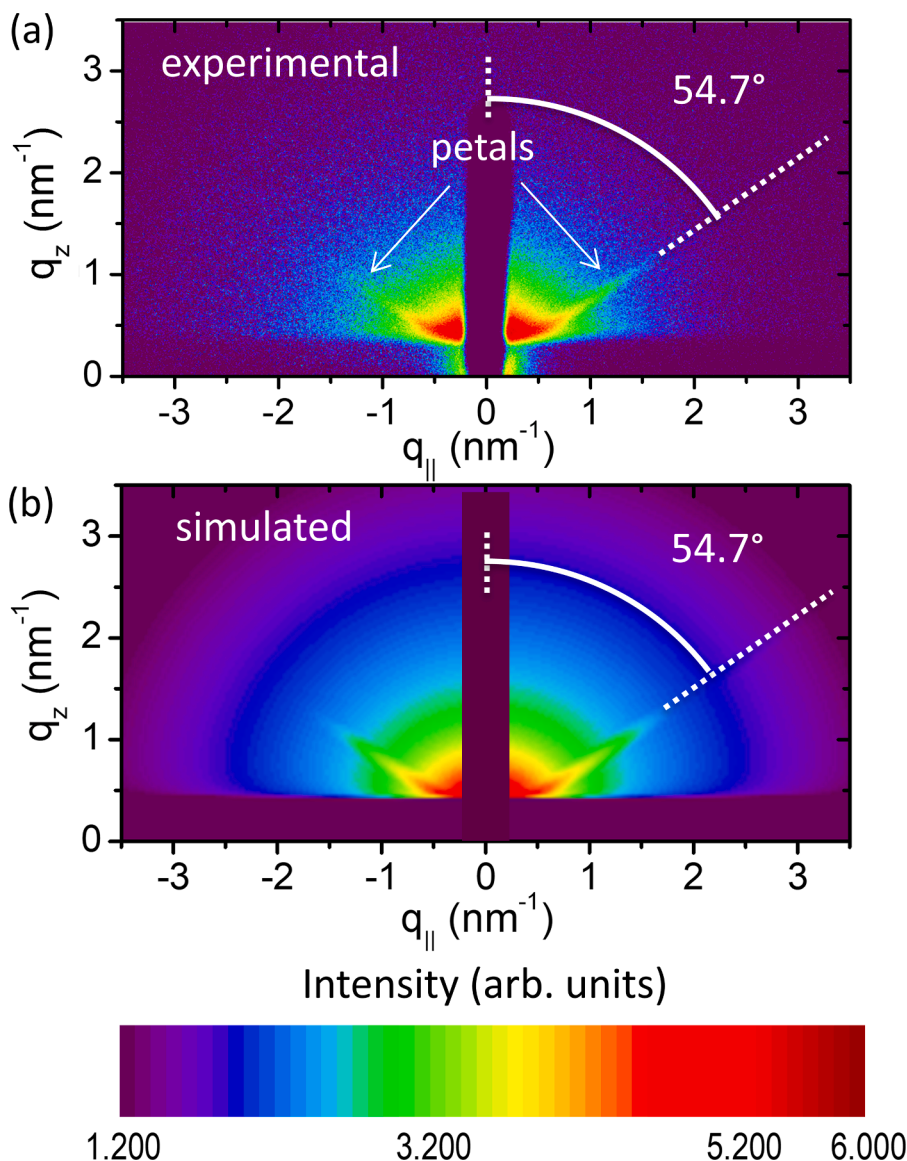 (a)
experimental
54.7°
petals
q_z (nm⁻¹)
3
2
1
0
-3 -2 -1 0 1 2 3
q_|| (nm⁻¹)
(b)
simulated
54.7°
q_z (nm⁻¹)
3
2
1
0
-3 -2 -1 0 1 2 3
q_|| (nm⁻¹)
Intensity (arb. units)
1.200 3.200 5.200 6.000